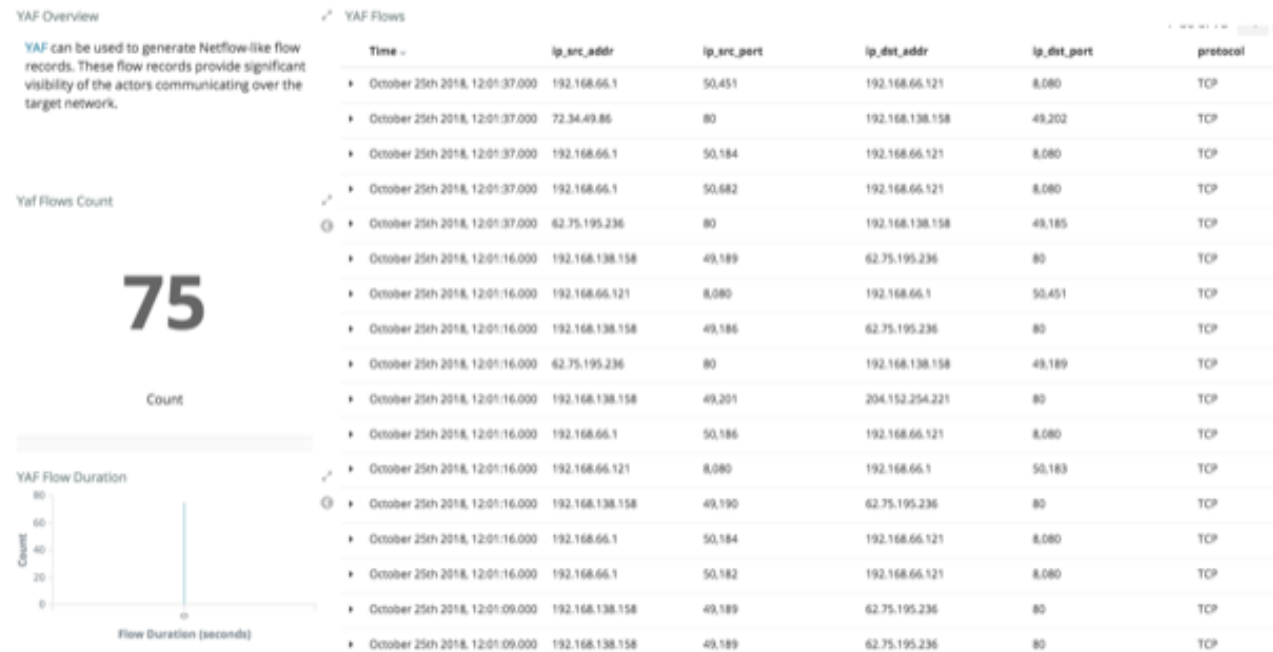 YAF Overview
YAF can be used to generate Netflow-like flow
records. These flow records provide significant
visibility of the actors communicating over the
target network.
Yaf Flows Count
75
Count
YAF Flow Duration
80
60
40
20
0
Count
0
Flow Duration (seconds)
YAF Flows
Time ip_src_addr ip_src_port ip_dst_addr ip_dst_port protocol
October 25th 2018, 12:01:37.000 192.168.66.1 50,451 192.168.66.121 8,080 TCP
October 25th 2018, 12:01:37.000 72.34.49.86 80 192.168.138.158 49,202 TCP
October 25th 2018, 12:01:37.000 192.168.66.1 50,184 192.168.66.121 8,080 TCP
October 25th 2018, 12:01:37.000 192.168.66.1 50,682 192.168.66.121 8,080 TCP
October 25th 2018, 12:01:37.000 62.75.195.236 80 192.168.138.158 49,185 TCP
October 25th 2018, 12:01:16.000 192.168.138.158 49,189 62.75.195.236 80 TCP
October 25th 2018, 12:01:16.000 192.168.66.121 8,080 192.168.66.1 50,451 TCP
October 25th 2018, 12:01:16.000 192.168.138.158 49,186 62.75.195.236 80 TCP
October 25th 2018, 12:01:16.000 62.75.195.236 80 192.168.138.158 49,189 TCP
October 25th 2018, 12:01:16.000 192.168.138.158 49,201 204.152.254.221 80 TCP
October 25th 2018, 12:01:16.000 192.168.66.1 50,186 192.168.66.121 8,080 TCP
October 25th 2018, 12:01:16.000 192.168.66.121 8,080 192.168.66.1 50,183 TCP
October 25th 2018, 12:01:16.000 192.168.138.158 49,190 62.75.195.236 80 TCP
October 25th 2018, 12:01:16.000 192.168.66.1 50,184 192.168.66.121 8,080 TCP
October 25th 2018, 12:01:16.000 192.168.66.1 50,182 192.168.66.121 8,080 TCP
October 25th 2018, 12:01:09.000 192.168.138.158 49,189 62.75.195.236 80 TCP
October 25th 2018, 12:01:09.000 192.168.138.158 49,189 62.75.195.236 80 TCP